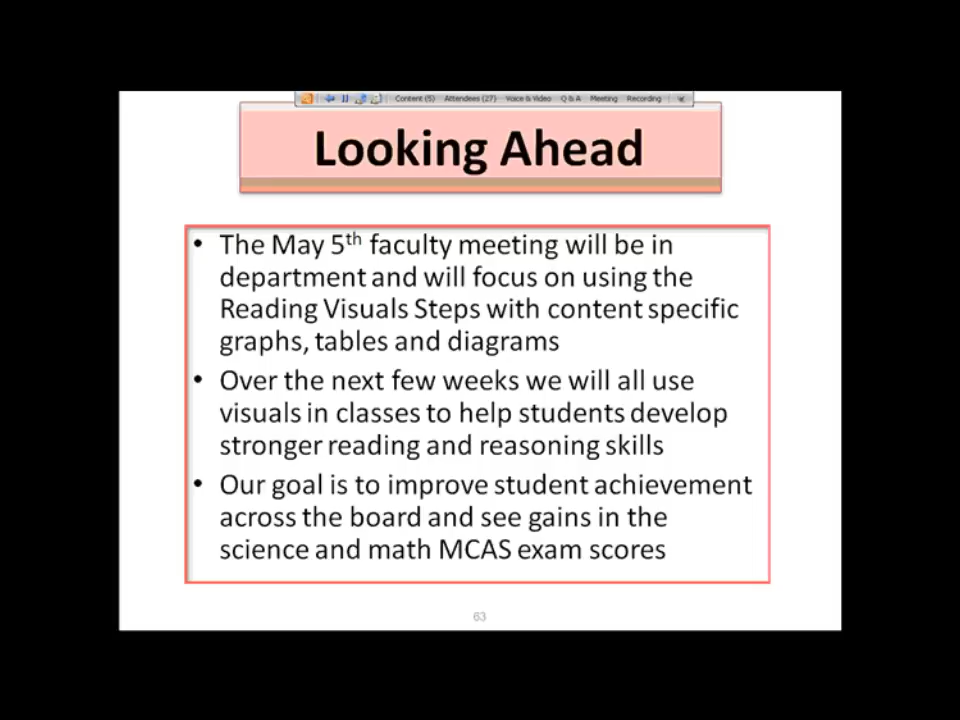 Content (5) Attendees (27) Voice & Video Q & A Meeting Recording
Looking Ahead
• The May 5th faculty meeting will be in
department and will focus on using the
Reading Visuals Steps with content specific
graphs, tables and diagrams
• Over the next few weeks we will all use
visuals in classes to help students develop
stronger reading and reasoning skills
• Our goal is to improve student achievement
across the board and see gains in the
science and math MCAS exam scores
63